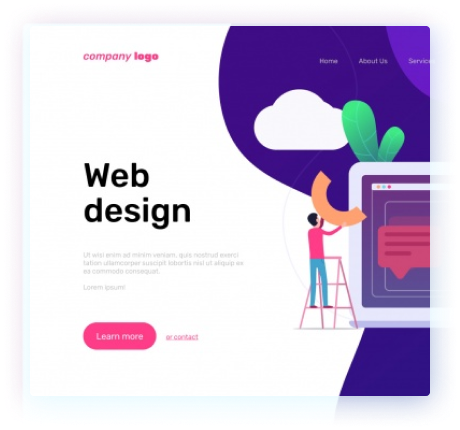 company logo
Home About Us Service
Web
design
Ut wisi enim ad minim veniam, quis nostrud exerci
tation ullamcorper suscipit lobortis nisl ut aliquip ex
ea commodo consequat.
Lorem ipsum!
Learn more or contact